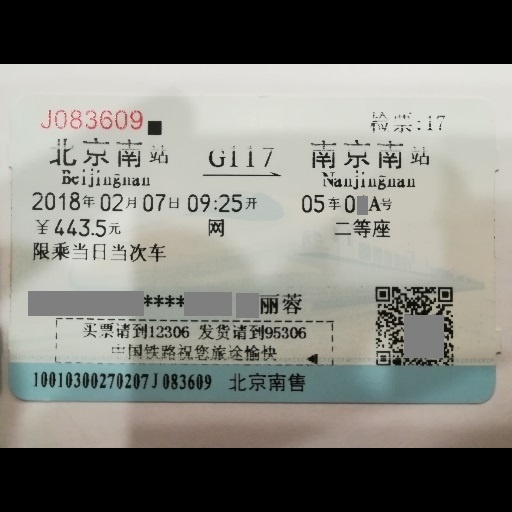 J083609
检票:17
北京南站 G117 南京南站
Beijingnan Nanjingnan
2018年02月07日 09:25开 05车0A号
￥443.5元 网 二等座
限乘当日当次车
**** 丽蓉
买票请到12306 发货请到95306
中国铁路祝您旅途愉快
10010300270207J083609 北京南售